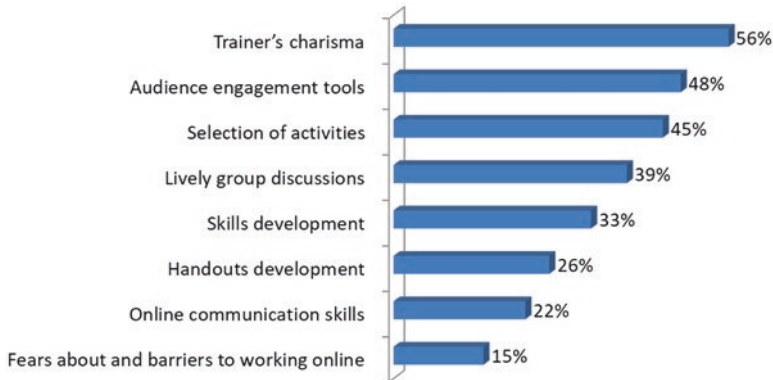 Trainer’s charisma 56%
Audience engagement tools 48%
Selection of activities 45%
Lively group discussions 39%
Skills development 33%
Handouts development 26%
Online communication skills 22%
Fears about and barriers to working online 15%